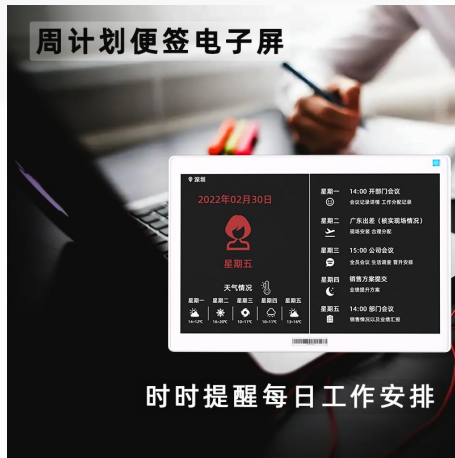 周计划便签电子屏
深圳
2022年02月30日
星期五
天气情况
星期一 星期二 星期三 星期四 星期五
14~12℃ 16~20℃ 10~11℃ 10~11℃ 13~16℃
星期一 14:00 开部门会议
会议记录详情 工作分配记录
星期二 广东出差(核实现场情况)
现场安装 合理分配
星期三 15:00 公司会议
全员会议 生活调查 晋升安排
星期四 销售方案提交
业绩提升方案
星期五 14:00 部门会议
销售情况以及业绩汇报
时时提醒每日工作安排